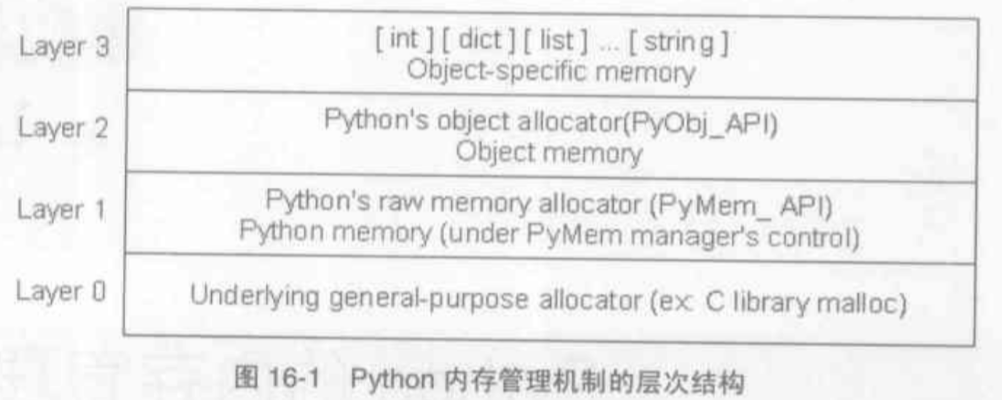 Layer 3
[ int ] [ dict ] [ list ] ... [ string ]
Object-specific memory
Layer 2
Python's object allocator(PyObj_API)
Object memory
Layer 1
Python's raw memory allocator (PyMem_ API)
Python memory (under PyMem manager's control)
Layer 0
Underlying general-purpose allocator (ex: C library malloc)
图 16-1 Python 内存管理机制的层次结构